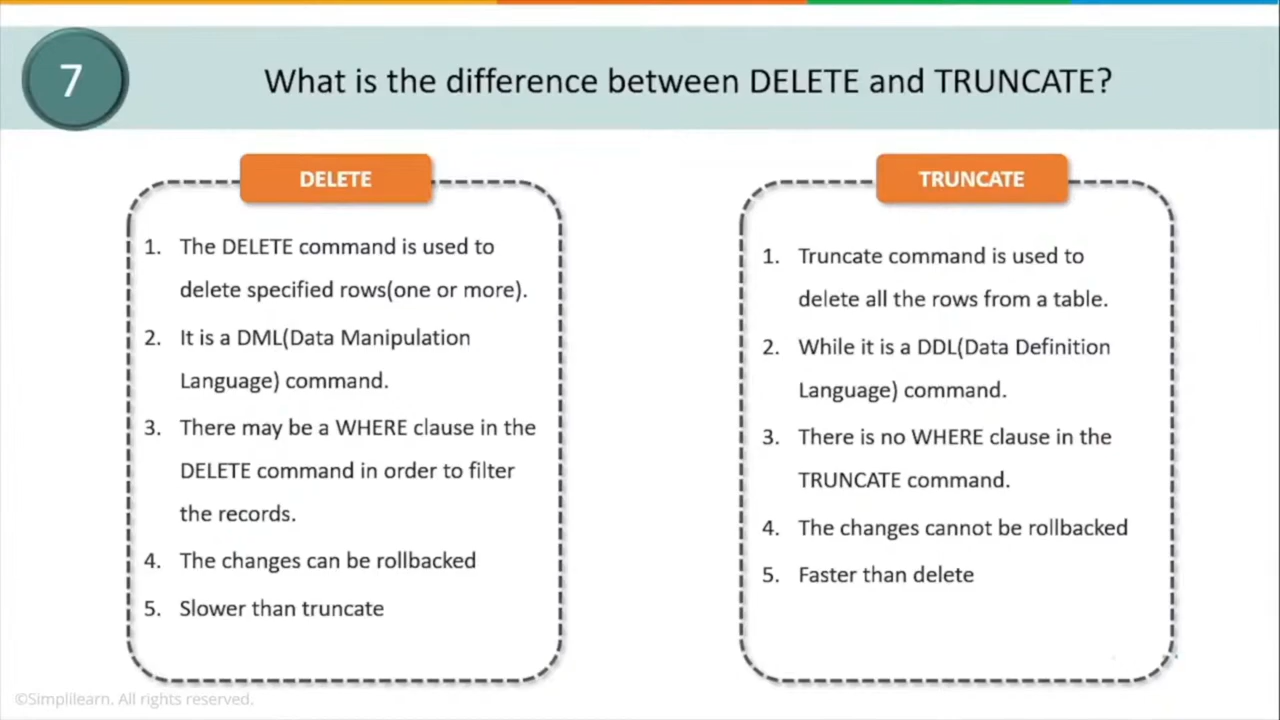 7
What is the difference between DELETE and TRUNCATE?
DELETE
1. The DELETE command is used to
delete specified rows(one or more).
2. It is a DML(Data Manipulation
Language) command.
3. There may be a WHERE clause in the
DELETE command in order to filter
the records.
4. The changes can be rollbacked
5. Slower than truncate
TRUNCATE
1. Truncate command is used to
delete all the rows from a table.
2. While it is a DDL(Data Definition
Language) command.
3. There is no WHERE clause in the
TRUNCATE command.
4. The changes cannot be rollbacked
5. Faster than delete
©Simplilearn. All rights reserved.